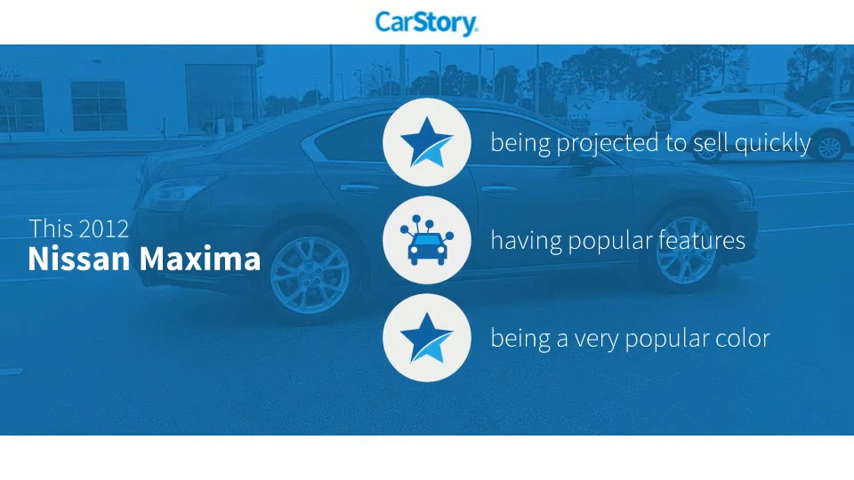 CarStory
This 2012
Nissan Maxima
being projected to sell quickly
having popular features
being a very popular color